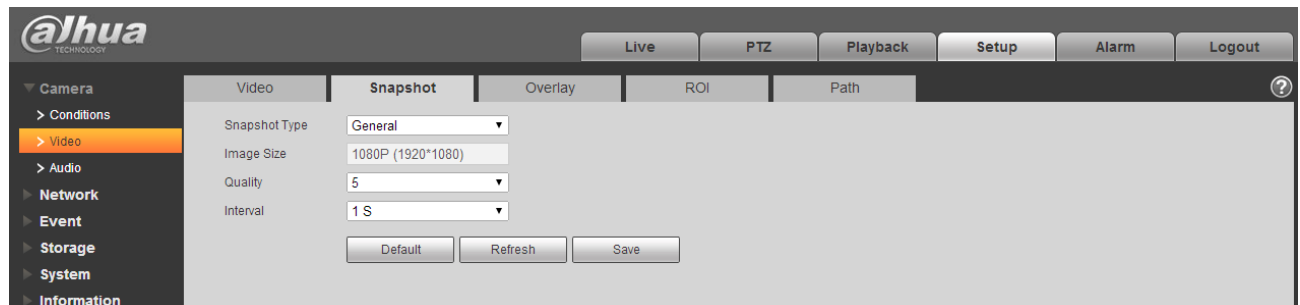 alhua
TECHNOLOGY
Live PTZ Playback Setup Alarm Logout
Camera
> Conditions
> Video
> Audio
Network
Event
Storage
System
Information
Video Snapshot Overlay ROI Path ?
Snapshot Type General
Image Size 1080P (1920*1080)
Quality 5
Interval 1 S
Default Refresh Save